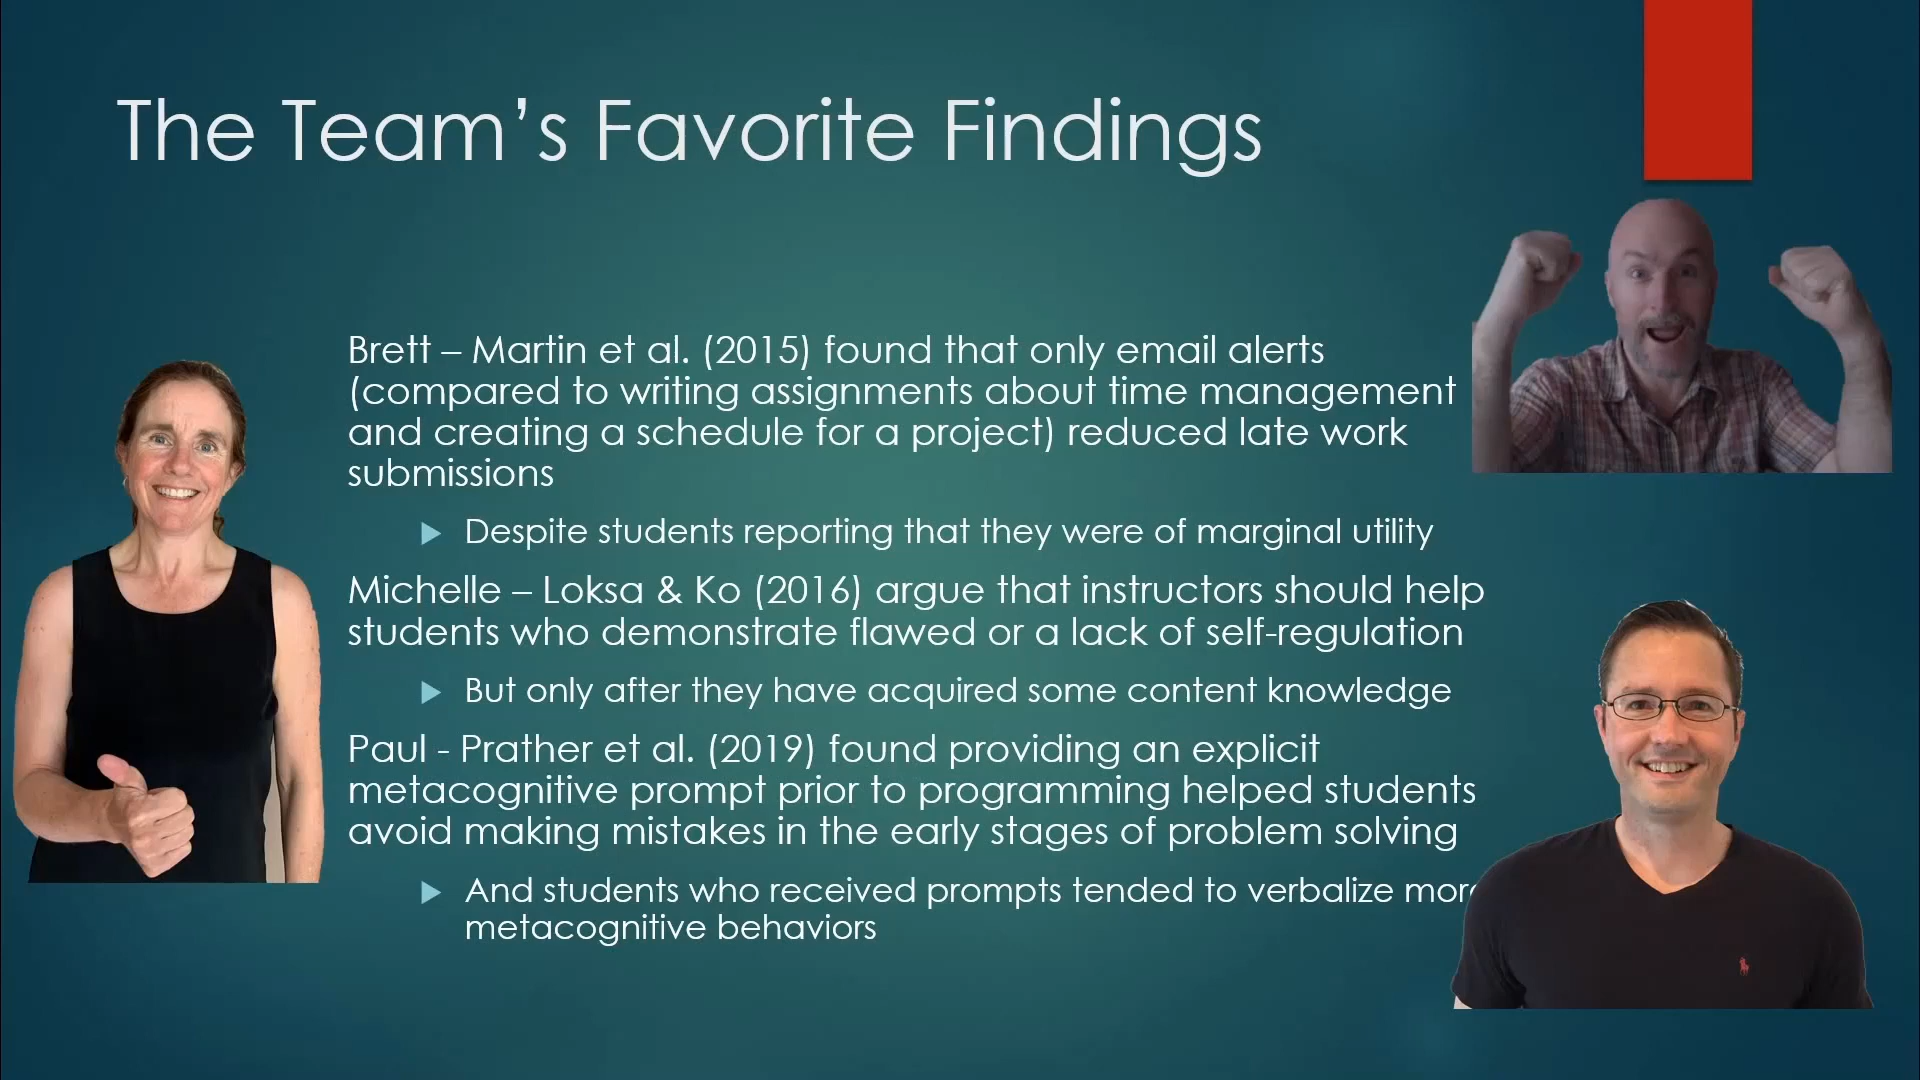 The Team's Favorite Findings
Brett – Martin et al. (2015) found that only email alerts
(compared to writing assignments about time management
and creating a schedule for a project) reduced late work
submissions
Despite students reporting that they were of marginal utility
Michelle – Loksa & Ko (2016) argue that instructors should help
students who demonstrate flawed or a lack of self-regulation
But only after they have acquired some content knowledge
Paul - Prather et al. (2019) found providing an explicit
metacognitive prompt prior to programming helped students
avoid making mistakes in the early stages of problem solving
And students who received prompts tended to verbalize more
metacognitive behaviors